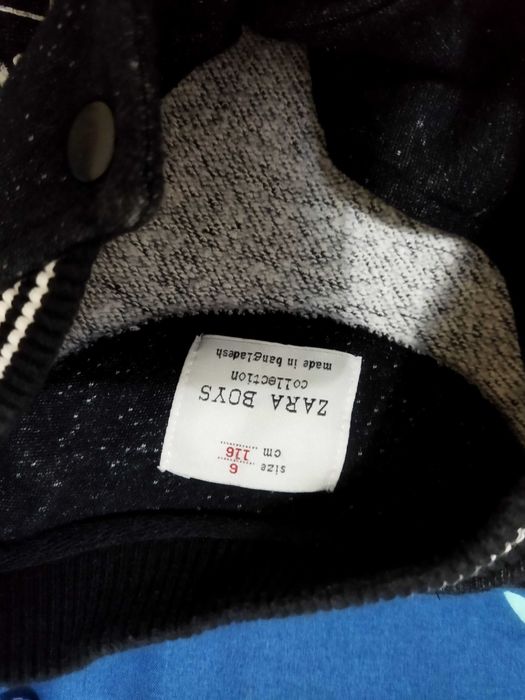 size 6
cm 116
ZARA BOYS
collection
made in bangladesh